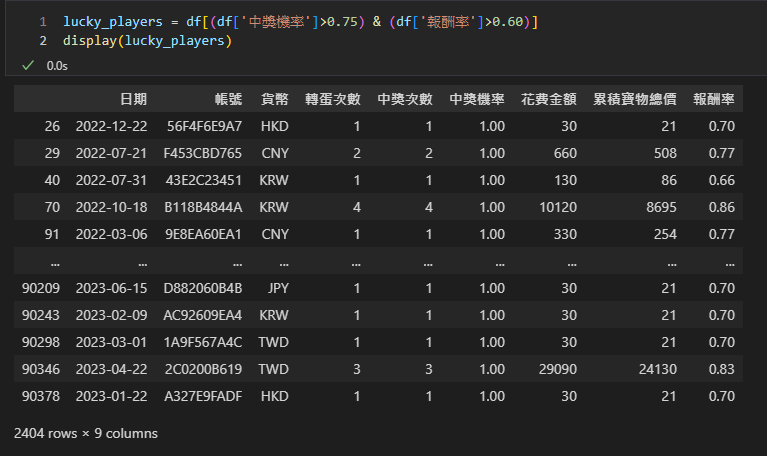 1 lucky_players = df[(df['中獎機率']>0.75) & (df['報酬率']>0.60)]
2 display(lucky_players)
✓ 0.0s
日期 帳號 貨幣 轉蛋次數 中獎次數 中獎機率 花費金額 累積寶物總價 報酬率
26 2022-12-22 56F4F6E9A7 HKD 1 1 1.00 30 21 0.70
29 2022-07-21 F453CBD765 CNY 2 2 1.00 660 508 0.77
40 2022-07-31 43E2C23451 KRW 1 1 1.00 130 86 0.66
70 2022-10-18 B118B4844A KRW 4 4 1.00 10120 8695 0.86
91 2022-03-06 9E8EA60EA1 CNY 1 1 1.00 330 254 0.77
... ... ... ... ... ... ... ... ... ...
90209 2023-06-15 D882060B4B JPY 1 1 1.00 30 21 0.70
90243 2023-02-09 AC92609EA4 KRW 1 1 1.00 30 21 0.70
90298 2023-03-01 1A9F567A4C TWD 1 1 1.00 30 21 0.70
90346 2023-04-22 2C0200B619 TWD 3 3 1.00 29090 24130 0.83
90378 2023-01-22 A327E9FADF HKD 1 1 1.00 30 21 0.70
2404 rows × 9 columns